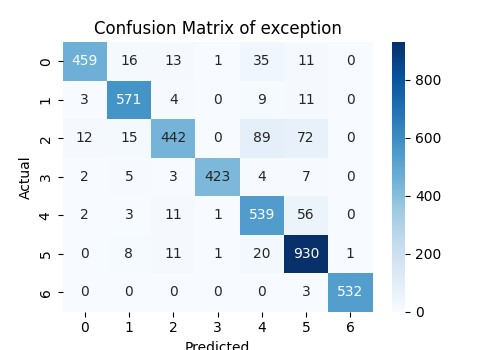 Confusion Matrix of exception
Actual
0 459 16 13 1 35 11 0
1 3 571 4 0 9 11 0
2 12 15 442 0 89 72 0
3 2 5 3 423 4 7 0
4 2 3 11 1 539 56 0
5 0 8 11 1 20 930 1
6 0 0 0 0 0 3 532
0 1 2 3 4 5 6
Predicted
800
600
400
200
0